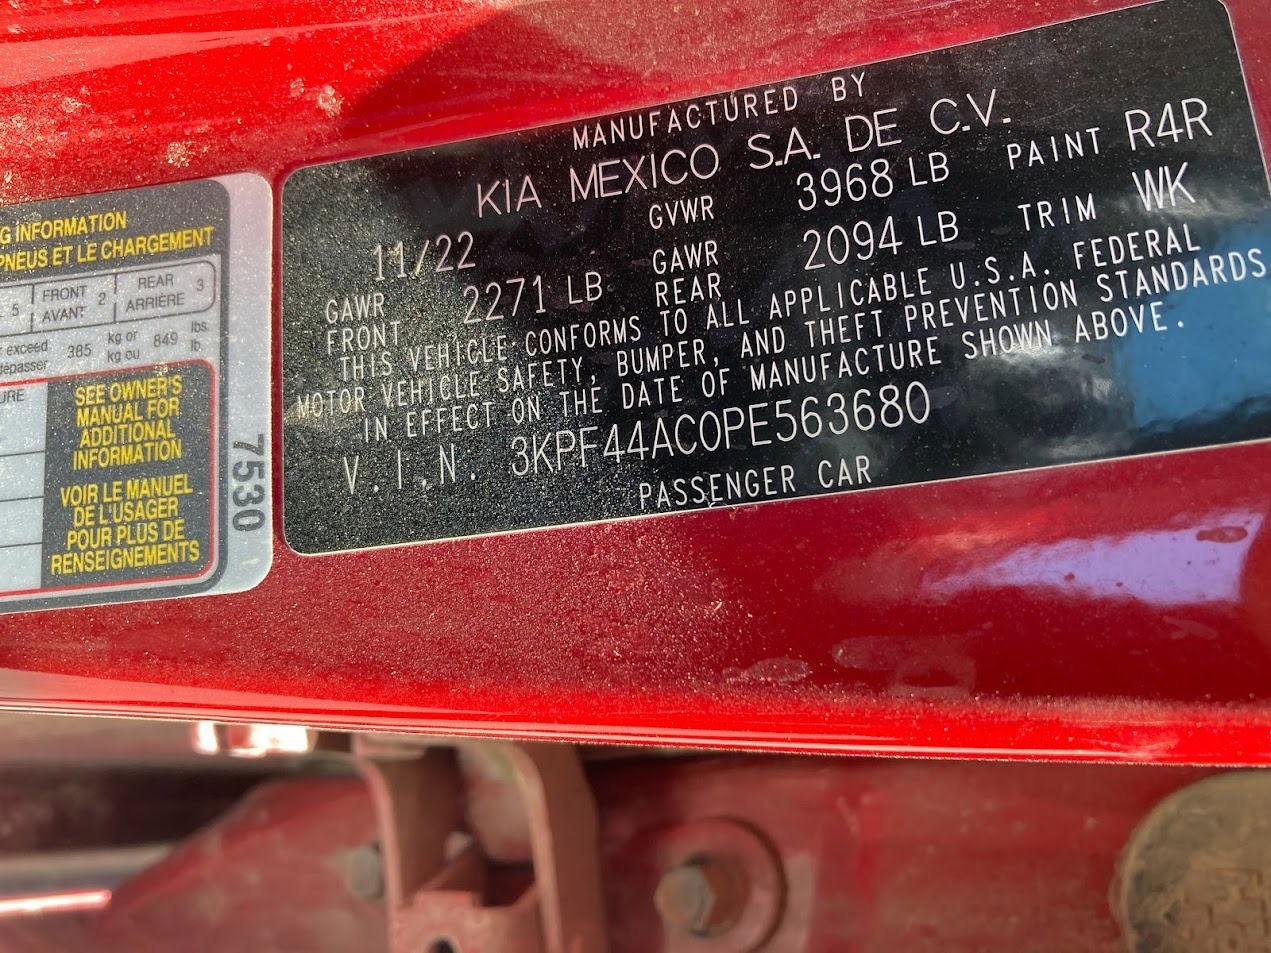 MANUFACTURED BY
KIA MEXICO S.A. DE C.V.
11/22 GVWR 3968 LB PAINT R4R
GAWR FRONT 2271 LB GAWR REAR 2094 LB TRIM WK
THIS VEHICLE CONFORMS TO ALL APPLICABLE U.S.A. FEDERAL
MOTOR VEHICLE SAFETY, BUMPER, AND THEFT PREVENTION STANDARDS
IN EFFECT ON THE DATE OF MANUFACTURE SHOWN ABOVE.
V.I.N. 3KPF44AC0PE563680
PASSENGER CAR
G INFORMATION
PNEUS ET LE CHARGEMENT
5 FRONT AVANT 2 REAR ARRIÈRE 3
exceed 385 kg or 849 lbs.
dépasser kg ou lb.
URE
SEE OWNER'S
MANUAL FOR
ADDITIONAL
INFORMATION
VOIR LE MANUEL
DE L'USAGER
POUR PLUS DE
RENSEIGNEMENTS
7530